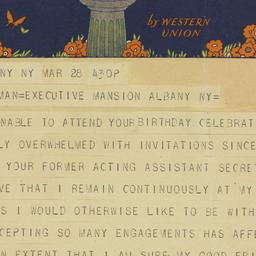 by WESTERN
UNION
NY NY MAR 28 430P
MAN=EXECUTIVE MANSION ALBANY NY=
NABLE TO ATTEND YOUR BIRTHDAY CELEBRAT
LY OVERWHELMED WITH INVITATIONS SINCE
YOUR FORMER ACTING ASSISTANT SECRET
VE THAT I REMAIN CONTINUOUSLY AT MY
S I WOULD OTHERWISE LIKE TO BE WITH
CEPTING SO MANY ENGAGEMENTS HAS AFFE
N EXTENT THAT I AM SURE MY GOOD FRI